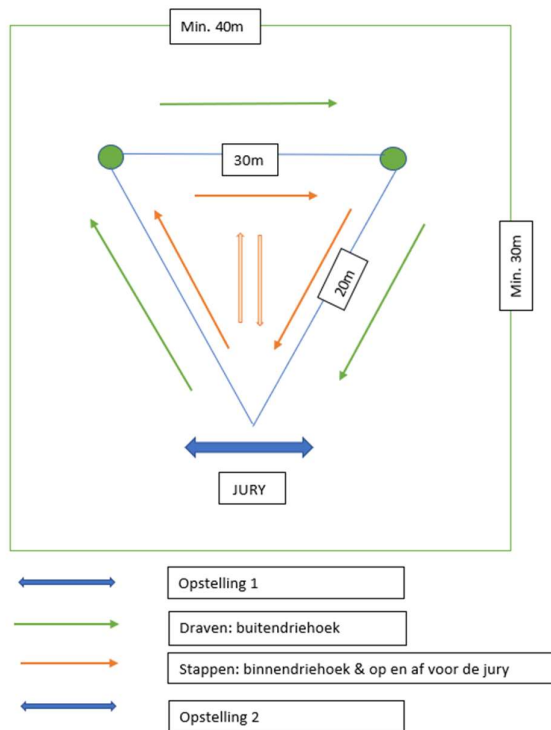 Min. 40m
30m
20m
Min. 30m
JURY
Opstelling 1
Draven: buitendriehoek
Stappen: binnendriehoek & op en af voor de jury
Opstelling 2